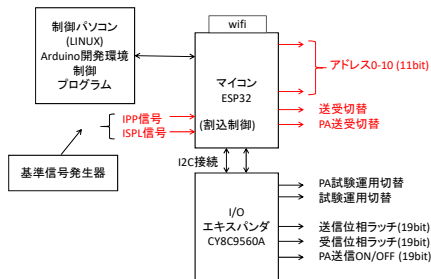 wifi
制御パソコン
(LINUX)
Arduino開発環境
制御
プログラム
マイコン
ESP32
(割込制御)
アドレス0-10 (11bit)
送受切替
PA送受切替
IPP信号
ISPL信号
基準信号発生器
I2C接続
I/O
エキスパンダ
CY8C9560A
PA試験運用切替
試験運用切替
送信位相ラッチ(19bit)
受信位相ラッチ(19bit)
PA送信ON/OFF (19bit)